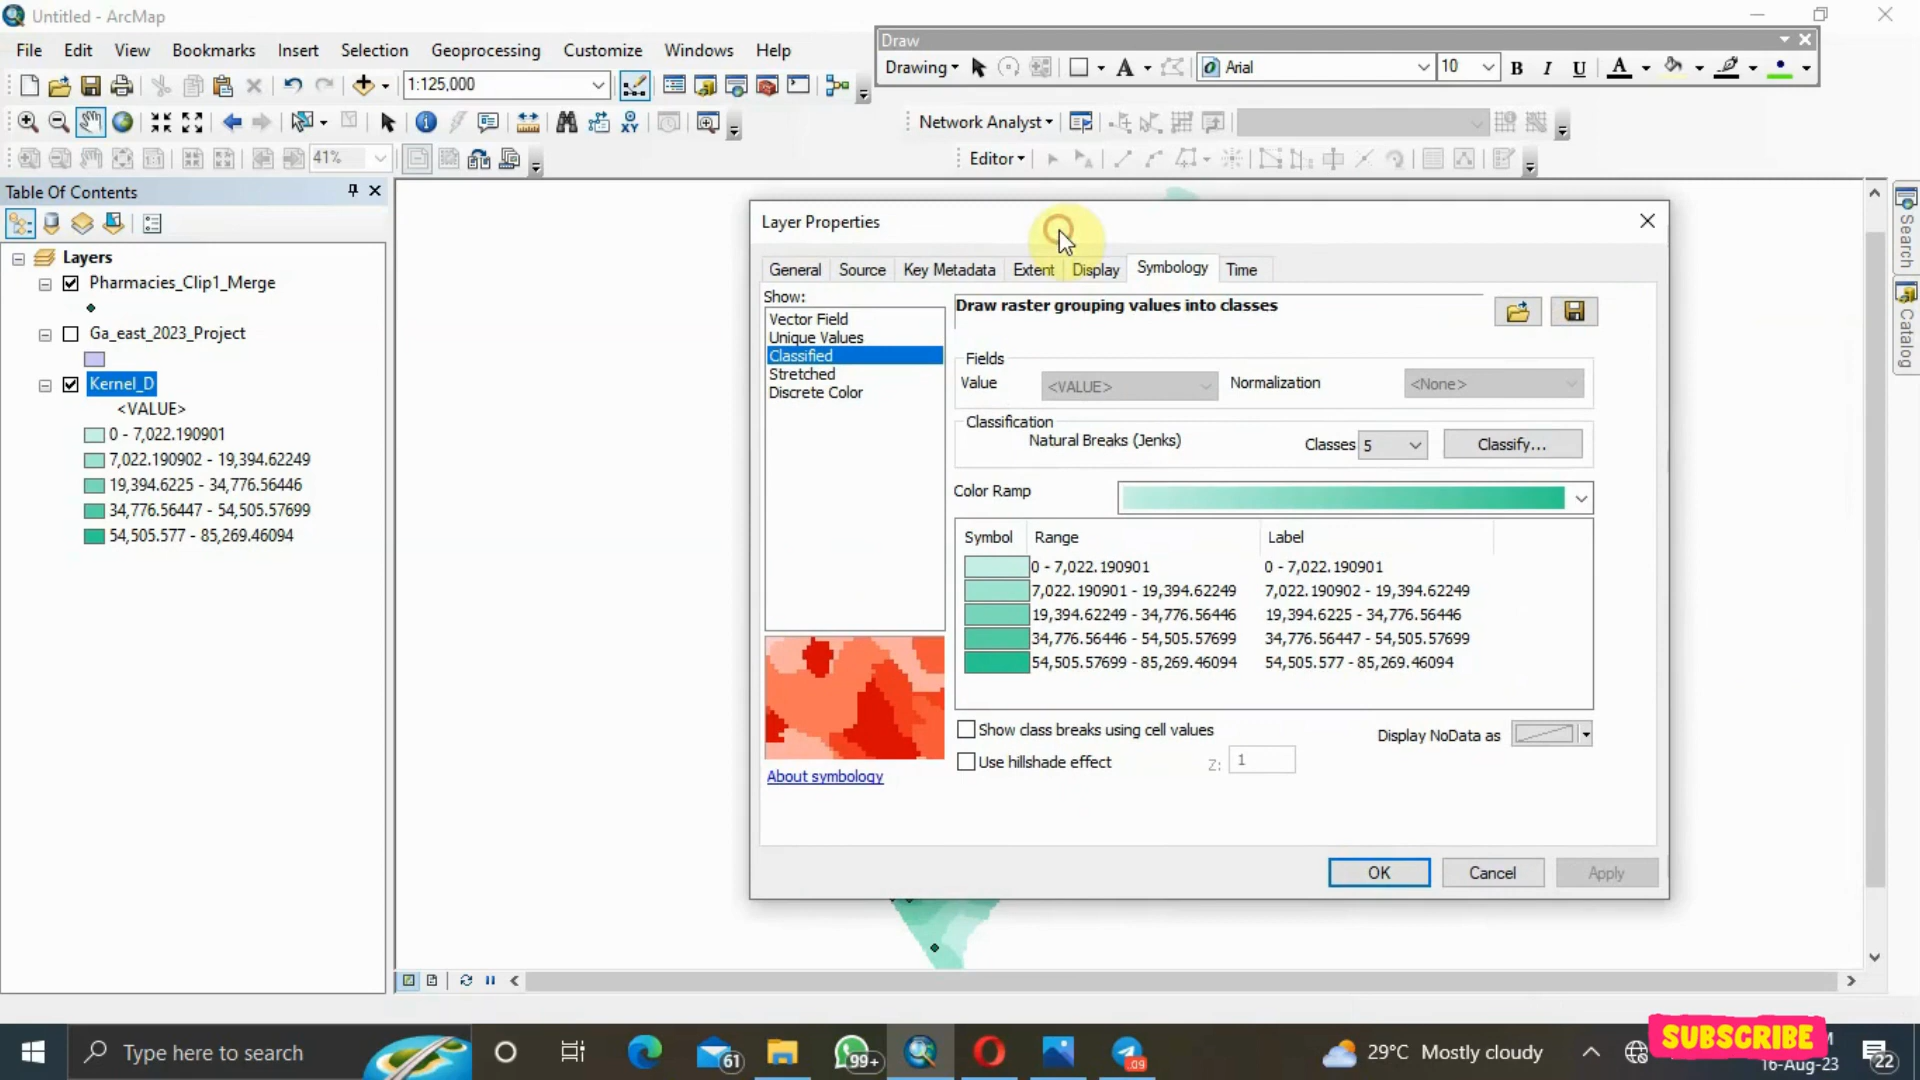 Untitled - ArcMap
File Edit View Bookmarks Insert Selection Geoprocessing Customize Windows Help
Draw
Drawing A Arial 10 B I U A
1:125,000
Network Analyst
41%
Editor
Table Of Contents
Layers
Pharmacies_Clip1_Merge
Ga_east_2023_Project
Kernel_D
<VALUE>
0 - 7,022.190901
7,022.190902 - 19,394.62249
19,394.6225 - 34,776.56446
34,776.56447 - 54,505.57699
54,505.577 - 85,269.46094
Layer Properties
General Source Key Metadata Extent Display Symbology Time
Show:
Vector Field
Unique Values
Classified
Stretched
Discrete Color
About symbology
Draw raster grouping values into classes
Fields
Value <VALUE> Normalization <None>
Classification
Natural Breaks (Jenks) Classes 5 Classify...
Color Ramp
Symbol Range Label
0 - 7,022.190901 0 - 7,022.190901
7,022.190901 - 19,394.62249 7,022.190902 - 19,394.62249
19,394.62249 - 34,776.56446 19,394.6225 - 34,776.56446
34,776.56446 - 54,505.57699 34,776.56447 - 54,505.57699
54,505.57699 - 85,269.46094 54,505.577 - 85,269.46094
Show class breaks using cell values Display NoData as
Use hillshade effect Z: 1
OK Cancel Apply
Search
Catalog
Type here to search
61
99+
.09
29°C Mostly cloudy
SUBSCRIBE
M
16-Aug-23
22